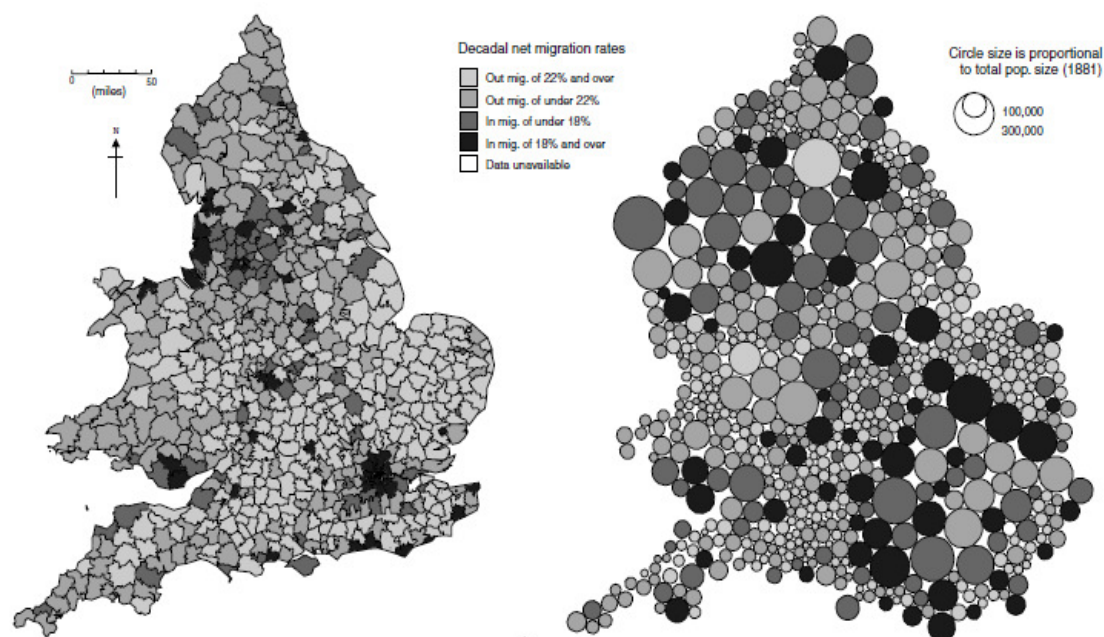 Decadal net migration rates
Out mig. of 22% and over
Out mig. of under 22%
In mig. of under 18%
In mig. of 18% and over
Data unavailable
0 50
(miles)
N
Circle size is proportional
to total pop. size (1881)
100,000
300,000